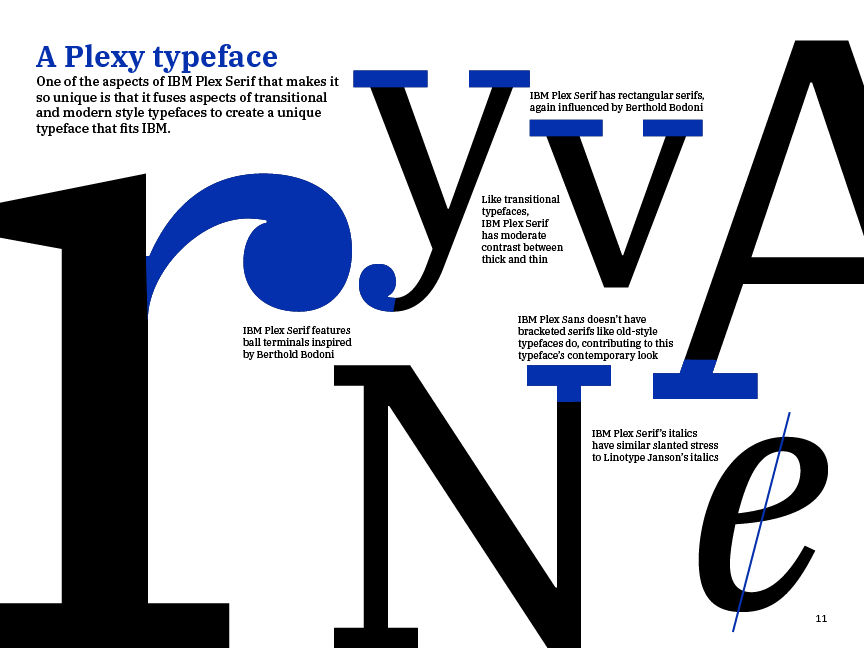 A Plexy typeface
One of the aspects of IBM Plex Serif that makes it
so unique is that it fuses aspects of transitional
and modern style typefaces to create a unique
typeface that fits IBM.
IBM Plex Serif has rectangular serifs,
again influenced by Berthold Bodoni
Like transitional
typefaces,
IBM Plex Serif
has moderate
contrast between
thick and thin
IBM Plex Serif features
ball terminals inspired
by Berthold Bodoni
IBM Plex Sans doesn't have
bracketed serifs like old-style
typefaces do, contributing to this
typeface's contemporary look
IBM Plex Serif's italics
have similar slanted stress
to Linotype Janson's italics
r
y
v
A
N
e
11